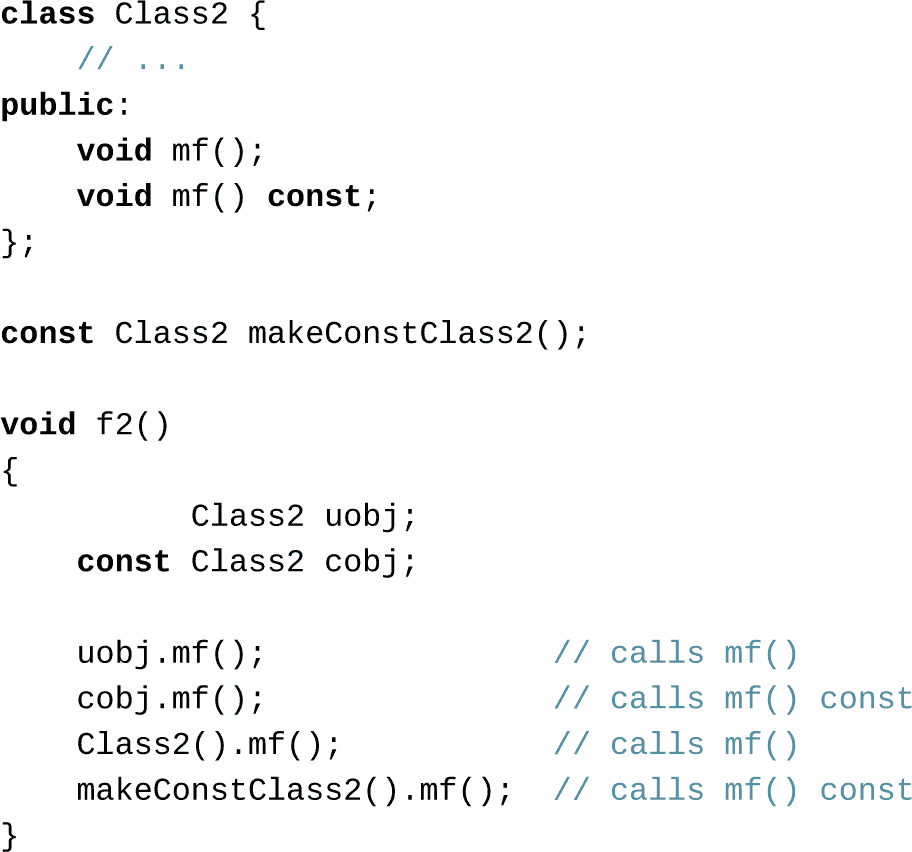 class Class2 {
    // ...
public:
    void mf();
    void mf() const;
};

const Class2 makeConstClass2();

void f2()
{
          Class2 uobj;
    const Class2 cobj;

    uobj.mf();               // calls mf()
    cobj.mf();               // calls mf() const
    Class2().mf();           // calls mf()
    makeConstClass2().mf();  // calls mf() const
}